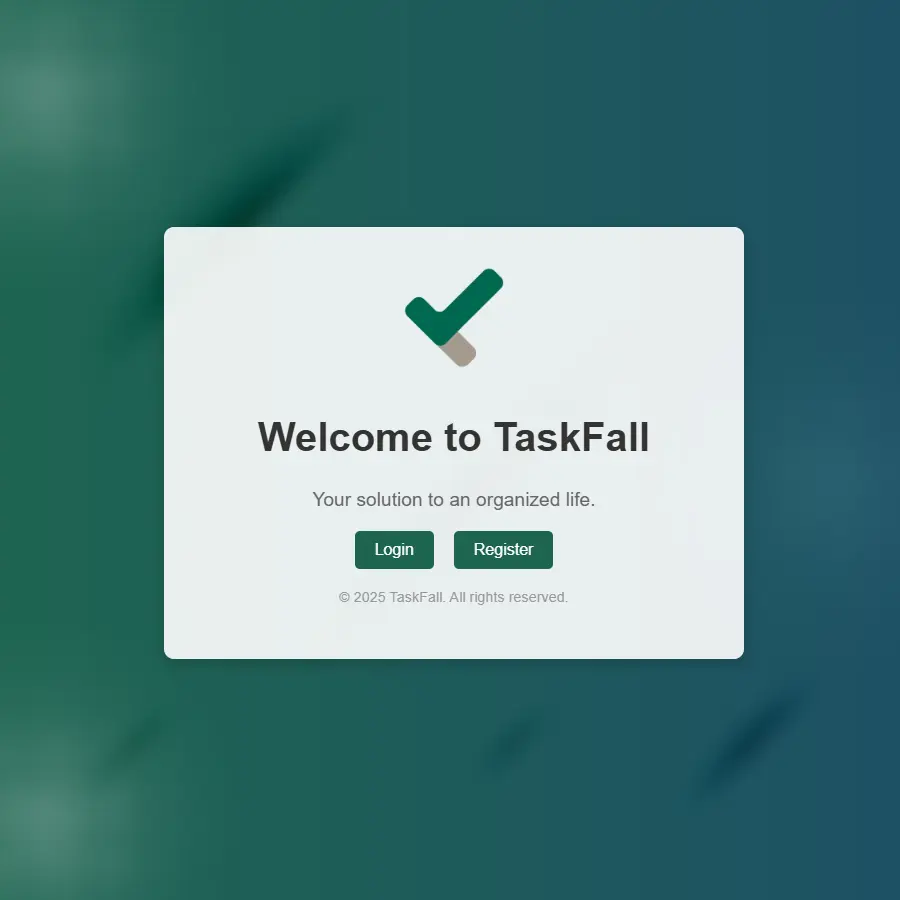 Welcome to TaskFall
Your solution to an organized life.
Login
Register
© 2025 TaskFall. All rights reserved.